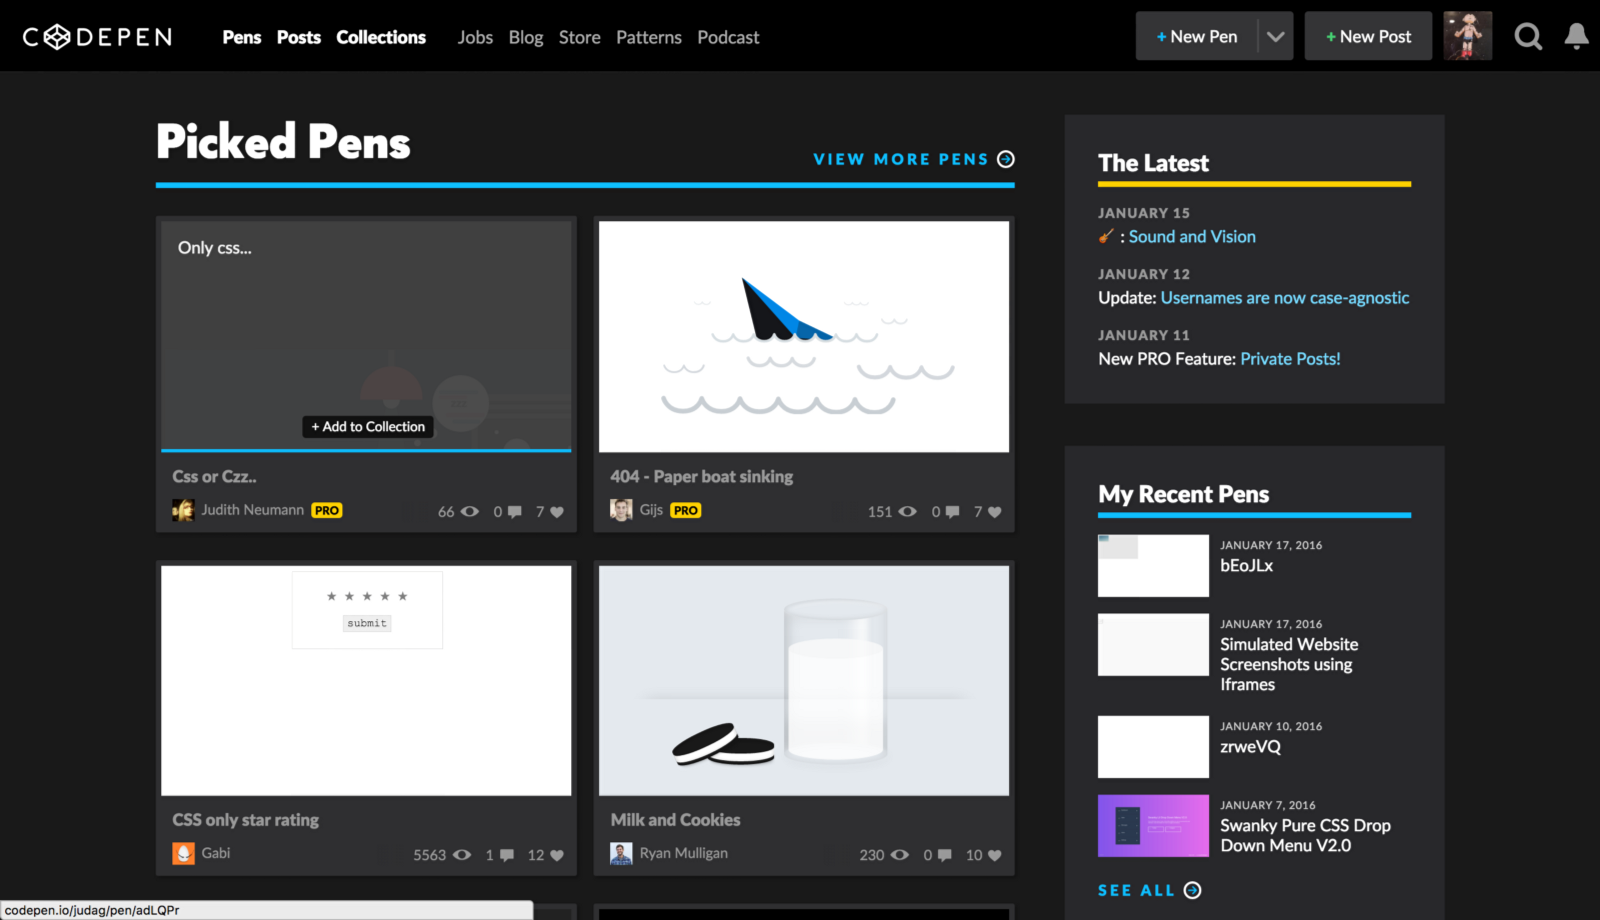 CODEPEN
Pens Posts Collections Jobs Blog Store Patterns Podcast
+ New Pen
+ New Post
Picked Pens
VIEW MORE PENS
Only css...
+ Add to Collection
Css or Czz..
Judith Neumann PRO
66 0 7
404 - Paper boat sinking
Gijs PRO
151 0 7
★ ★ ★ ★ ★
submit
CSS only star rating
Gabi
5563 1 12
Milk and Cookies
Ryan Mulligan
230 0 10
The Latest
JANUARY 15
🎸 : Sound and Vision
JANUARY 12
Update: Usernames are now case-agnostic
JANUARY 11
New PRO Feature: Private Posts!
My Recent Pens
JANUARY 17, 2016
bEoJLx
JANUARY 17, 2016
Simulated Website
Screenshots using
Iframes
JANUARY 10, 2016
zrweVQ
JANUARY 7, 2016
Swanky Pure CSS Drop
Down Menu V2.0
SEE ALL
codepen.io/judag/pen/adLQPr